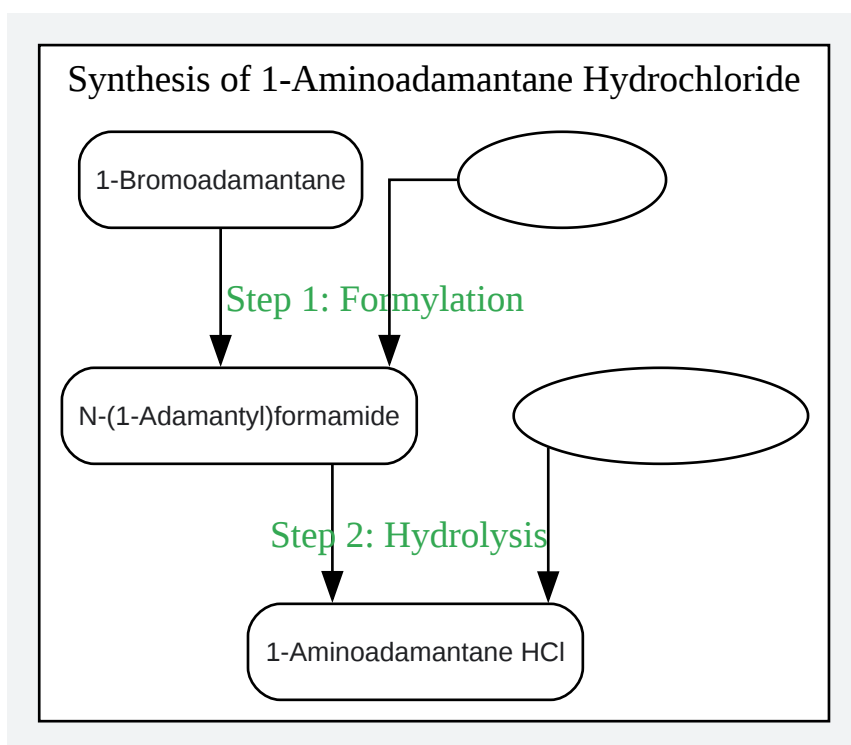 Synthesis of 1-Aminoadamantane Hydrochloride
1-Bromoadamantane
Step 1: Formylation
N-(1-Adamantyl)formamide
Step 2: Hydrolysis
1-Aminoadamantane HCl